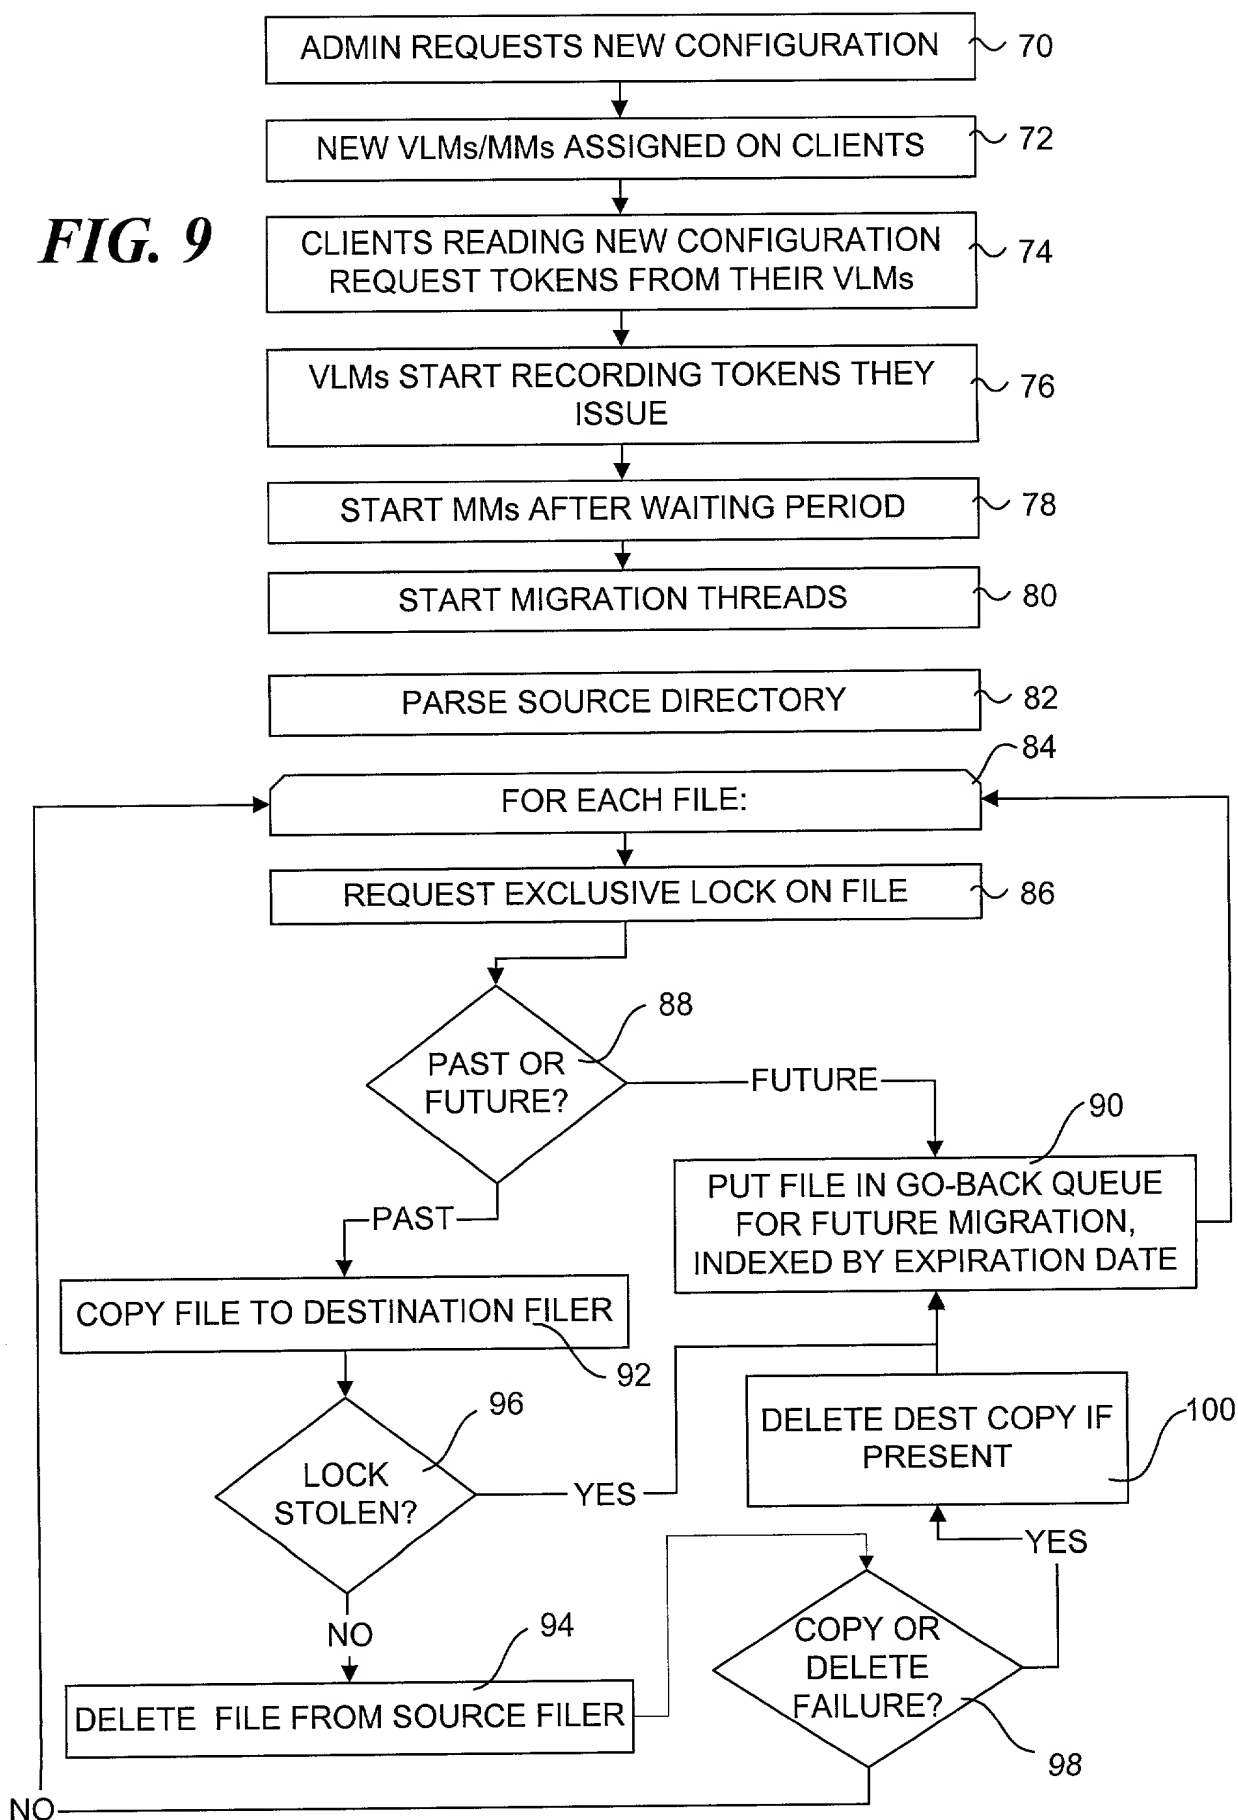 ADMIN REQUESTS NEW CONFIGURATION
70
NEW VLMs/MMs ASSIGNED ON CLIENTS
72
FIG. 9
CLIENTS READING NEW CONFIGURATION
REQUEST TOKENS FROM THEIR VLMs
74
VLMs START RECORDING TOKENS THEY
ISSUE
76
START MMs AFTER WAITING PERIOD
78
START MIGRATION THREADS
80
PARSE SOURCE DIRECTORY
82
84
FOR EACH FILE:
REQUEST EXCLUSIVE LOCK ON FILE
86
88
PAST OR
FUTURE?
FUTURE
90
PUT FILE IN GO-BACK QUEUE
FOR FUTURE MIGRATION,
INDEXED BY EXPIRATION DATE
PAST
COPY FILE TO DESTINATION FILER
92
96
LOCK
STOLEN?
YES
DELETE DEST COPY IF
PRESENT
100
YES
NO
94
DELETE FILE FROM SOURCE FILER
COPY OR
DELETE
FAILURE?
98
NO